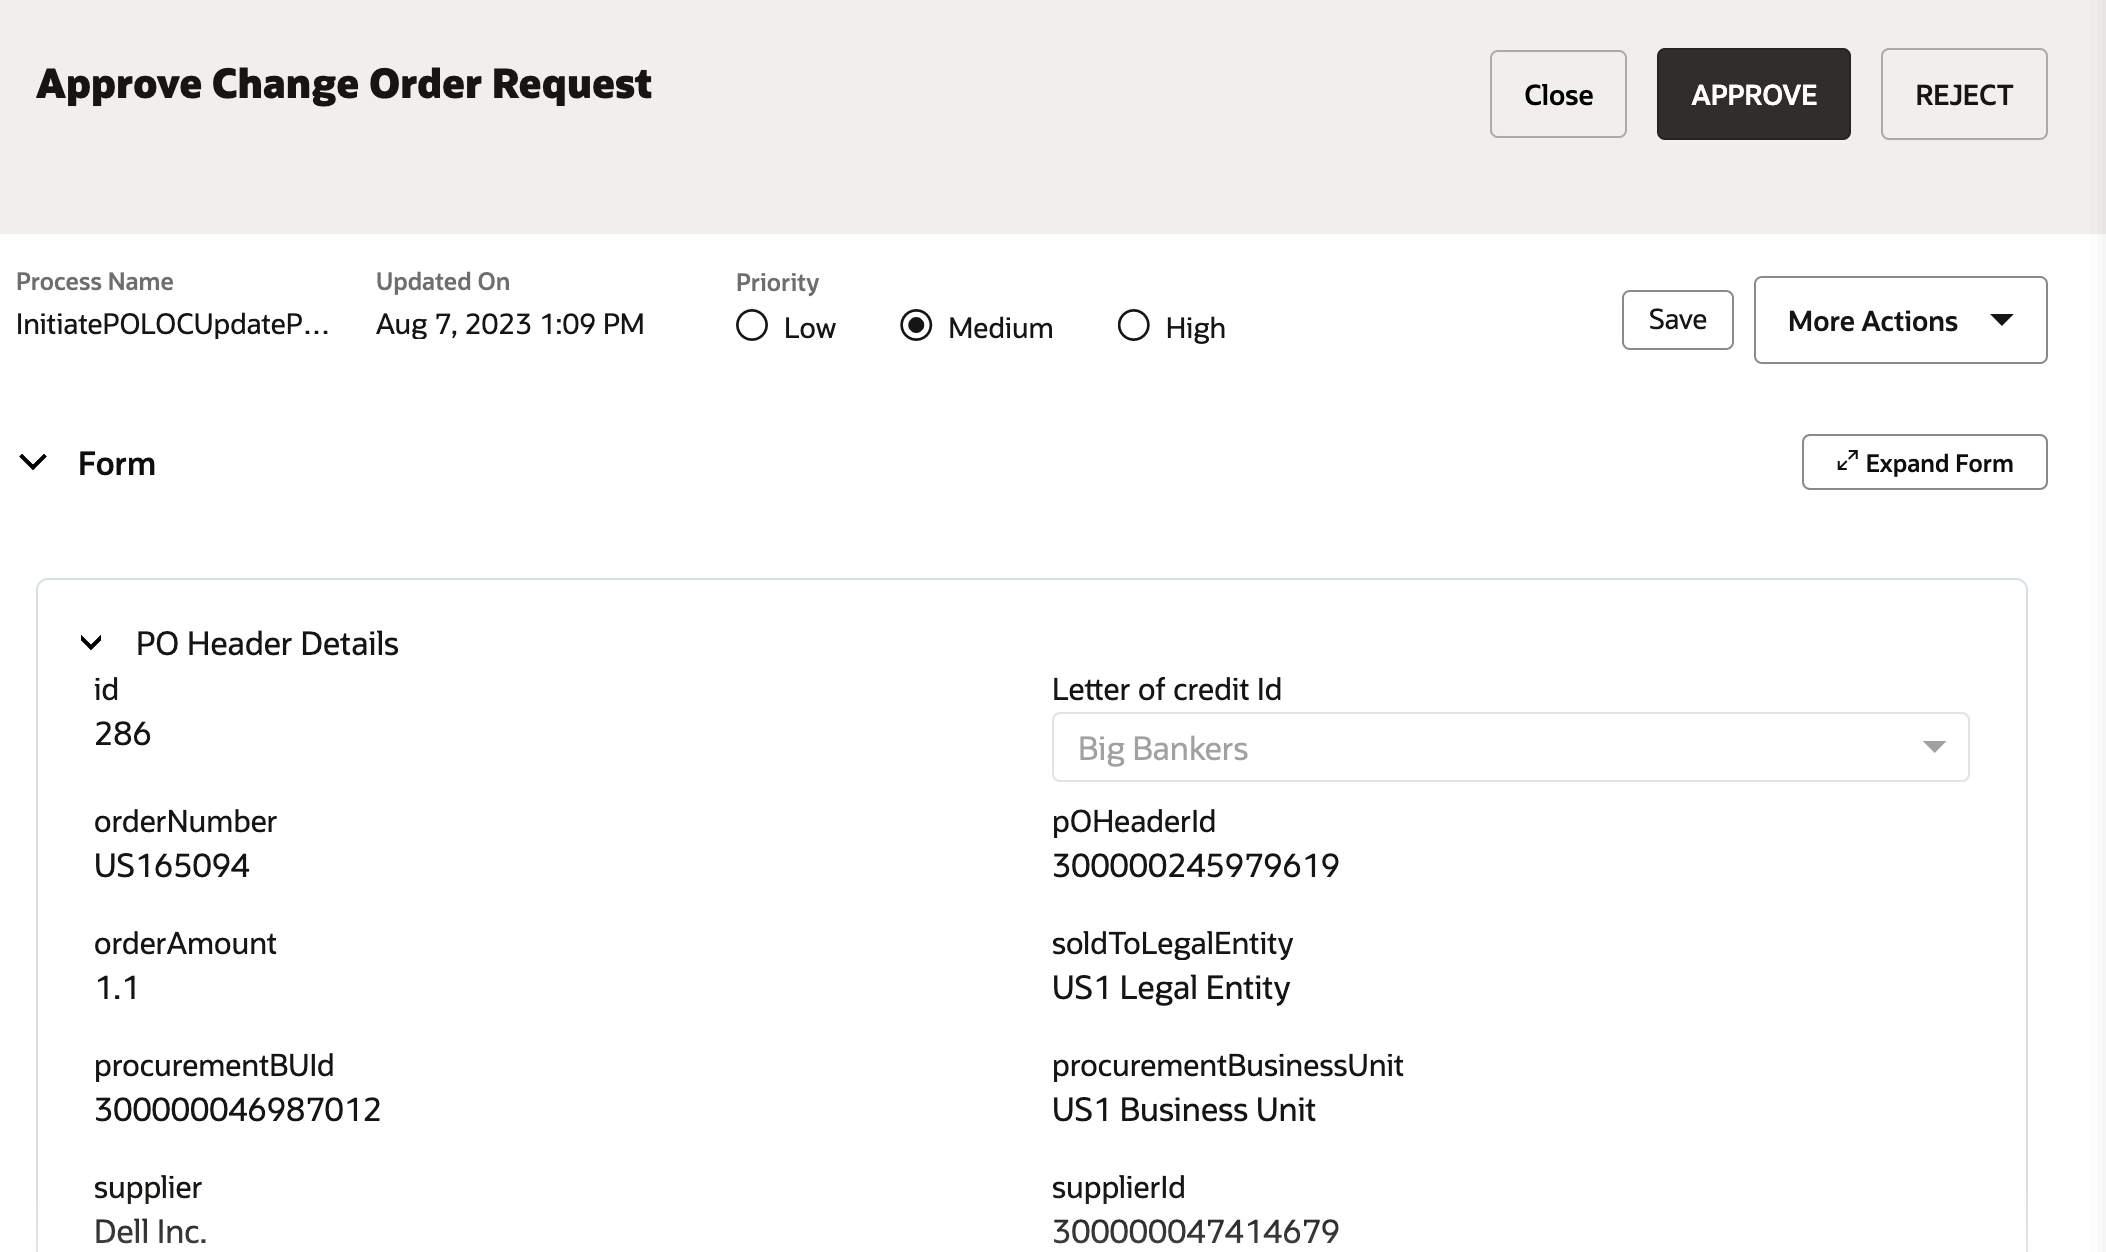 Approve Change Order Request
Close
APPROVE
REJECT
Process Name
InitiatePOLOCUpdateP...
Updated On
Aug 7, 2023 1:09 PM
Priority
Low
Medium
High
Save
More Actions
Form
Expand Form
PO Header Details
id
286
Letter of credit Id
Big Bankers
orderNumber
US165094
pOHeaderId
300000245979619
orderAmount
1.1
soldToLegalEntity
US1 Legal Entity
procurementBUId
300000046987012
procurementBusinessUnit
US1 Business Unit
supplier
Dell Inc.
supplierId
300000047414679